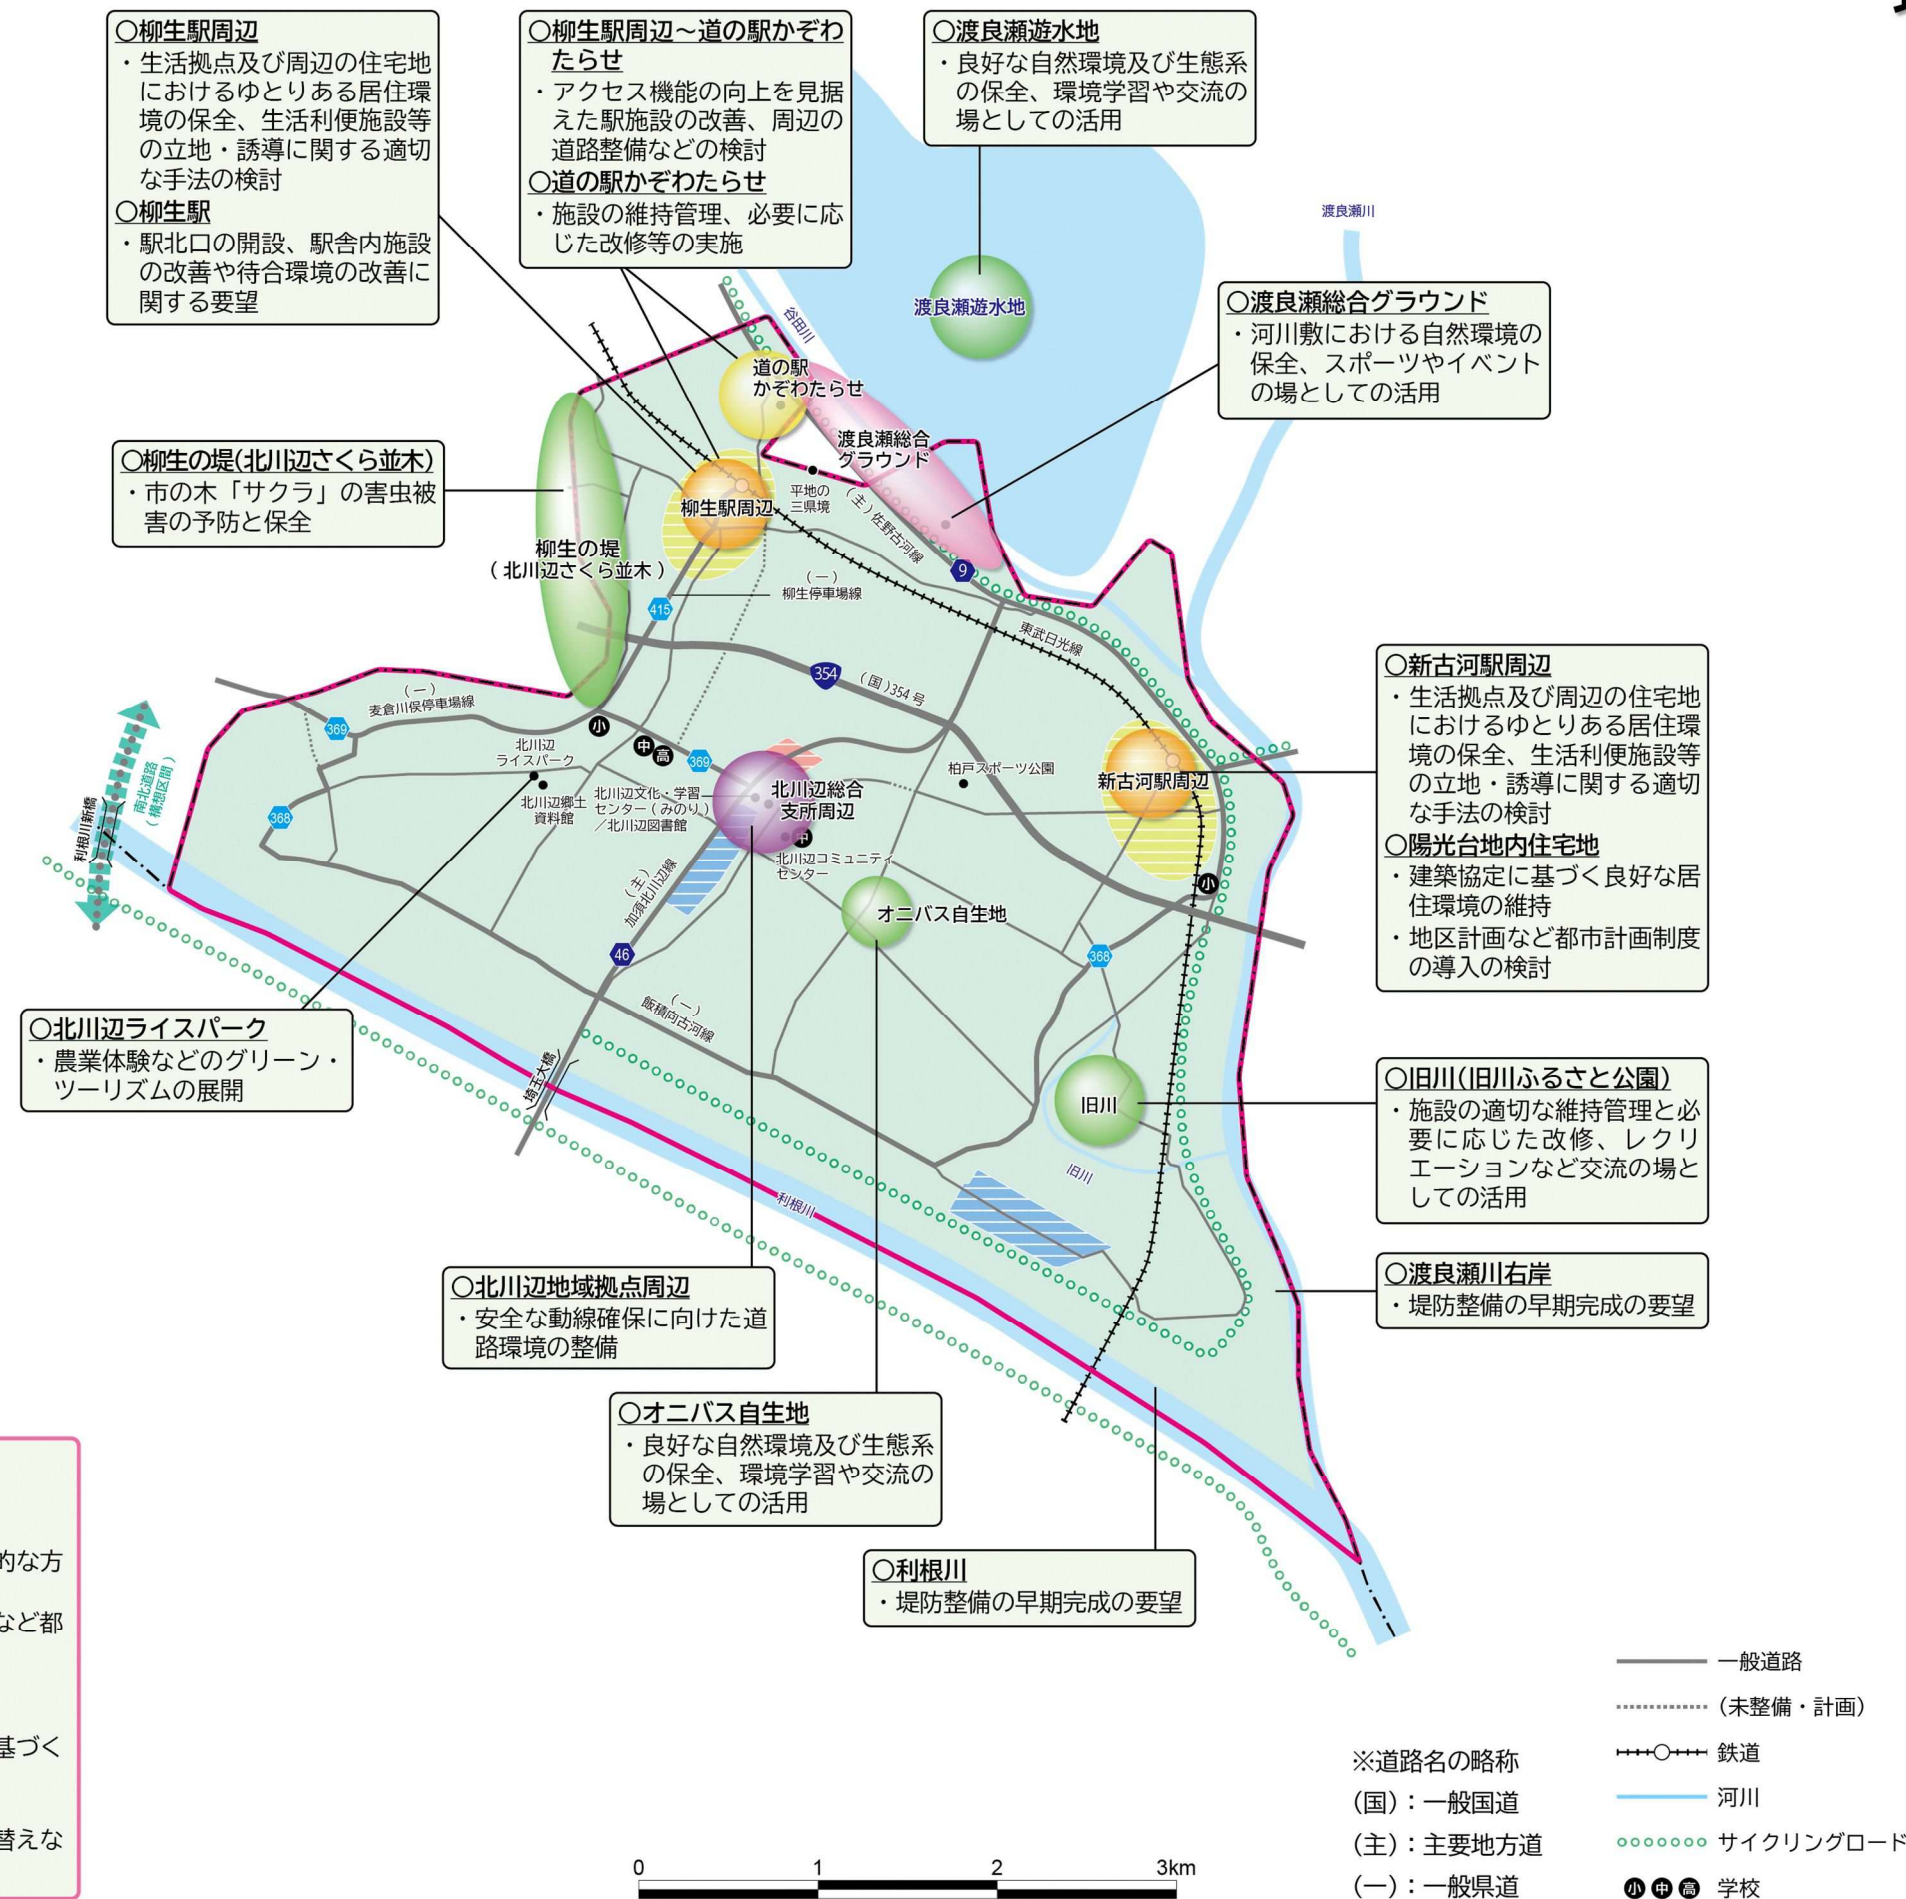 ○柳生駅周辺
・生活拠点及び周辺の住宅地
におけるゆとりある居住環
境の保全、生活利便施設等
の立地・誘導に関する適切
な手法の検討
○柳生駅
・駅北口の開設、駅舎内施設
の改善や待合環境の改善に
関する要望
○柳生駅周辺～道の駅かぞわ
たらせ
・アクセス機能の向上を見据
えた駅施設の改善、周辺の
道路整備などの検討
○道の駅かぞわたらせ
・施設の維持管理、必要に応
じた改修等の実施
○渡良瀬遊水地
・良好な自然環境及び生態系
の保全、環境学習や交流の
場としての活用
渡良瀬川
○渡良瀬総合グラウンド
・河川敷における自然環境の
保全、スポーツやイベント
の場としての活用
渡良瀬遊水地
谷田川
道の駅
かぞわたらせ
渡良瀬総合
グラウンド
○柳生の堤(北川辺さくら並木)
・市の木「サクラ」の害虫被
害の予防と保全
柳生駅周辺
平地の
三県境
(主)佐野古河線
9
柳生の堤
(北川辺さくら並木)
415
(一)
柳生停車場線
東武日光線
354
(国)354号
○新古河駅周辺
・生活拠点及び周辺の住宅地
におけるゆとりある居住環
境の保全、生活利便施設等
の立地・誘導に関する適切
な手法の検討
○陽光台地内住宅地
・建築協定に基づく良好な居
住環境の維持
・地区計画など都市計画制度
の導入の検討
(一)
麦倉川俣停車場線
369
小
中
高
369
北川辺
ライスパーク
北川辺郷土
資料館
北川辺文化・学習
センター(みのり)
/北川辺図書館
北川辺総合
支所周辺
中
北川辺コミュニティ
センター
柏戸スポーツ公園
新古河駅周辺
小
368
利根川新橋
南北道路
(構想区間)
(主)
加須北川辺線
46
オニバス自生地
368
(一)
飯積向古河線
埼玉大橋
○北川辺ライスパーク
・農業体験などのグリーン・
ツーリズムの展開
旧川
旧川
○旧川(旧川ふるさと公園)
・施設の適切な維持管理と必
要に応じた改修、レクリ
エーションなど交流の場と
しての活用
利根川
○北川辺地域拠点周辺
・安全な動線確保に向けた道
路環境の整備
○渡良瀬川右岸
・堤防整備の早期完成の要望
○オニバス自生地
・良好な自然環境及び生態系
の保全、環境学習や交流の
場としての活用
○利根川
・堤防整備の早期完成の要望
的な方
など都
基づく
替えな
0 1 2 3km
※道路名の略称
(国):一般国道
(主):主要地方道
(一):一般県道
一般道路
(未整備・計画)
鉄道
河川
サイクリングロード
小 中 高 学校